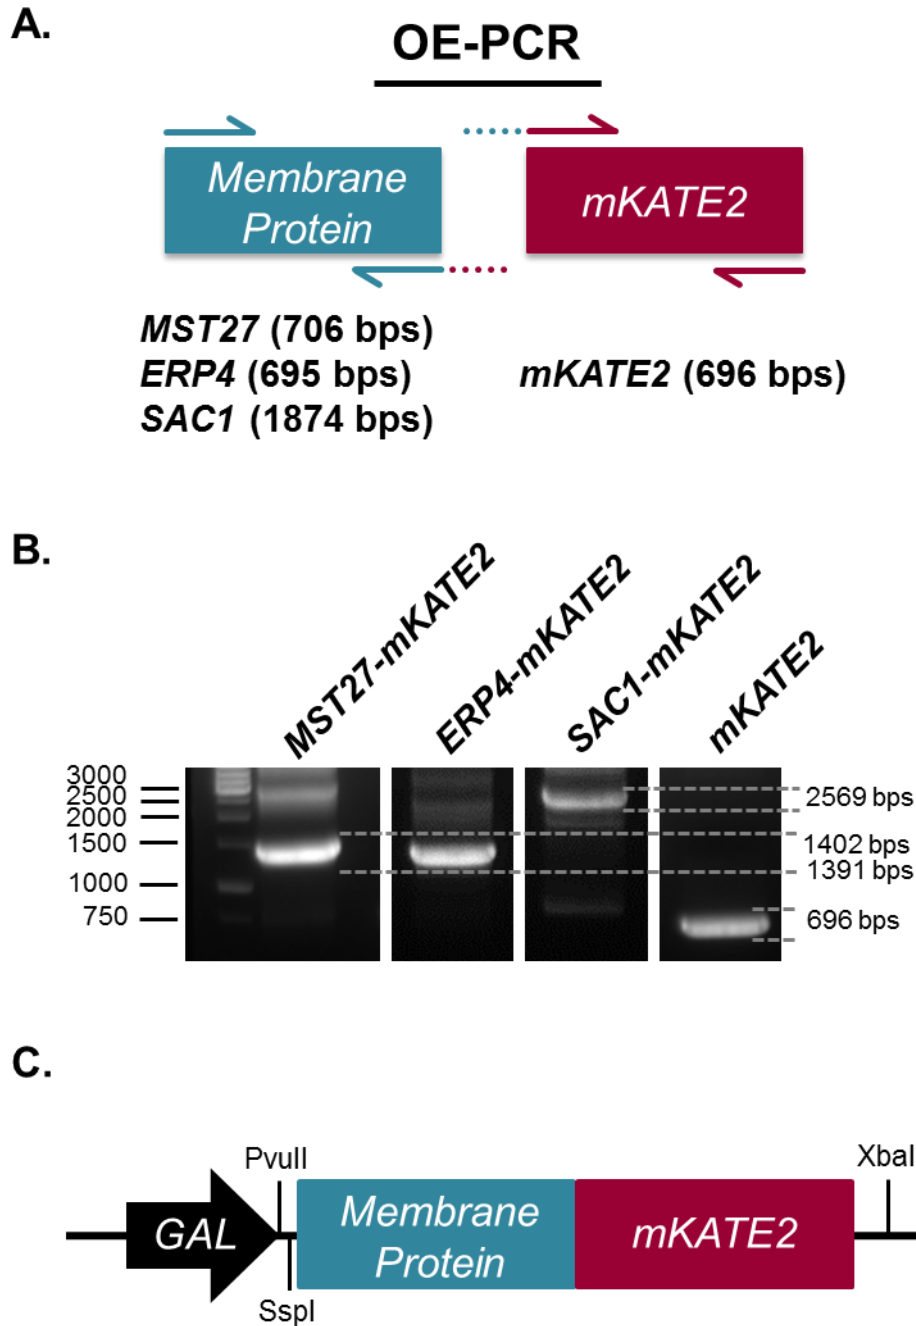 A.
OE-PCR
Membrane
Protein
mKATE2
MST27 (706 bps)
ERP4 (695 bps)
SAC1 (1874 bps)
mKATE2 (696 bps)
B.
MST27-mKATE2
ERP4-mKATE2
SAC1-mKATE2
mKATE2
3000
2500
2000
1500
1000
750
2569 bps
1402 bps
1391 bps
696 bps
C.
PvuII
XbaI
GAL
Membrane
Protein
mKATE2
SspI